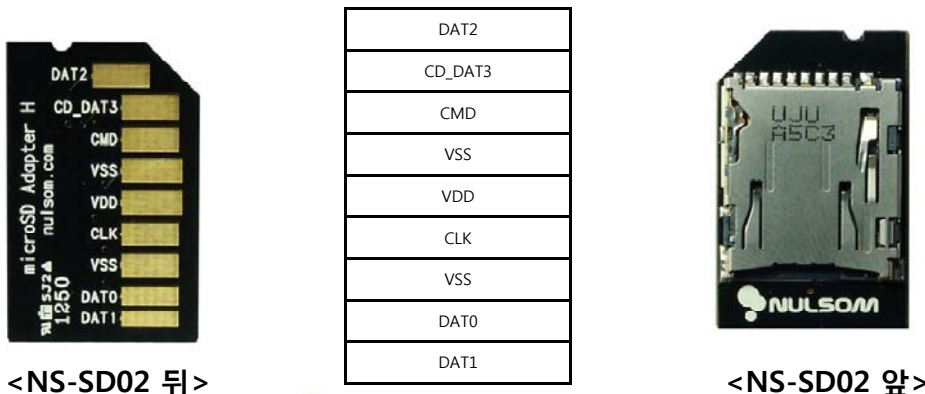 DAT2
CD_DAT3
CMD
VSS
VDD
CLK
VSS
DAT0
DAT1
microSD Adapter H
nulsom.com
SJ2
1250
<NS-SD02 뒤>
DAT2
CD_DAT3
CMD
VSS
VDD
CLK
VSS
DAT0
DAT1
UJU
A5C3
NULSOM
<NS-SD02 앞>